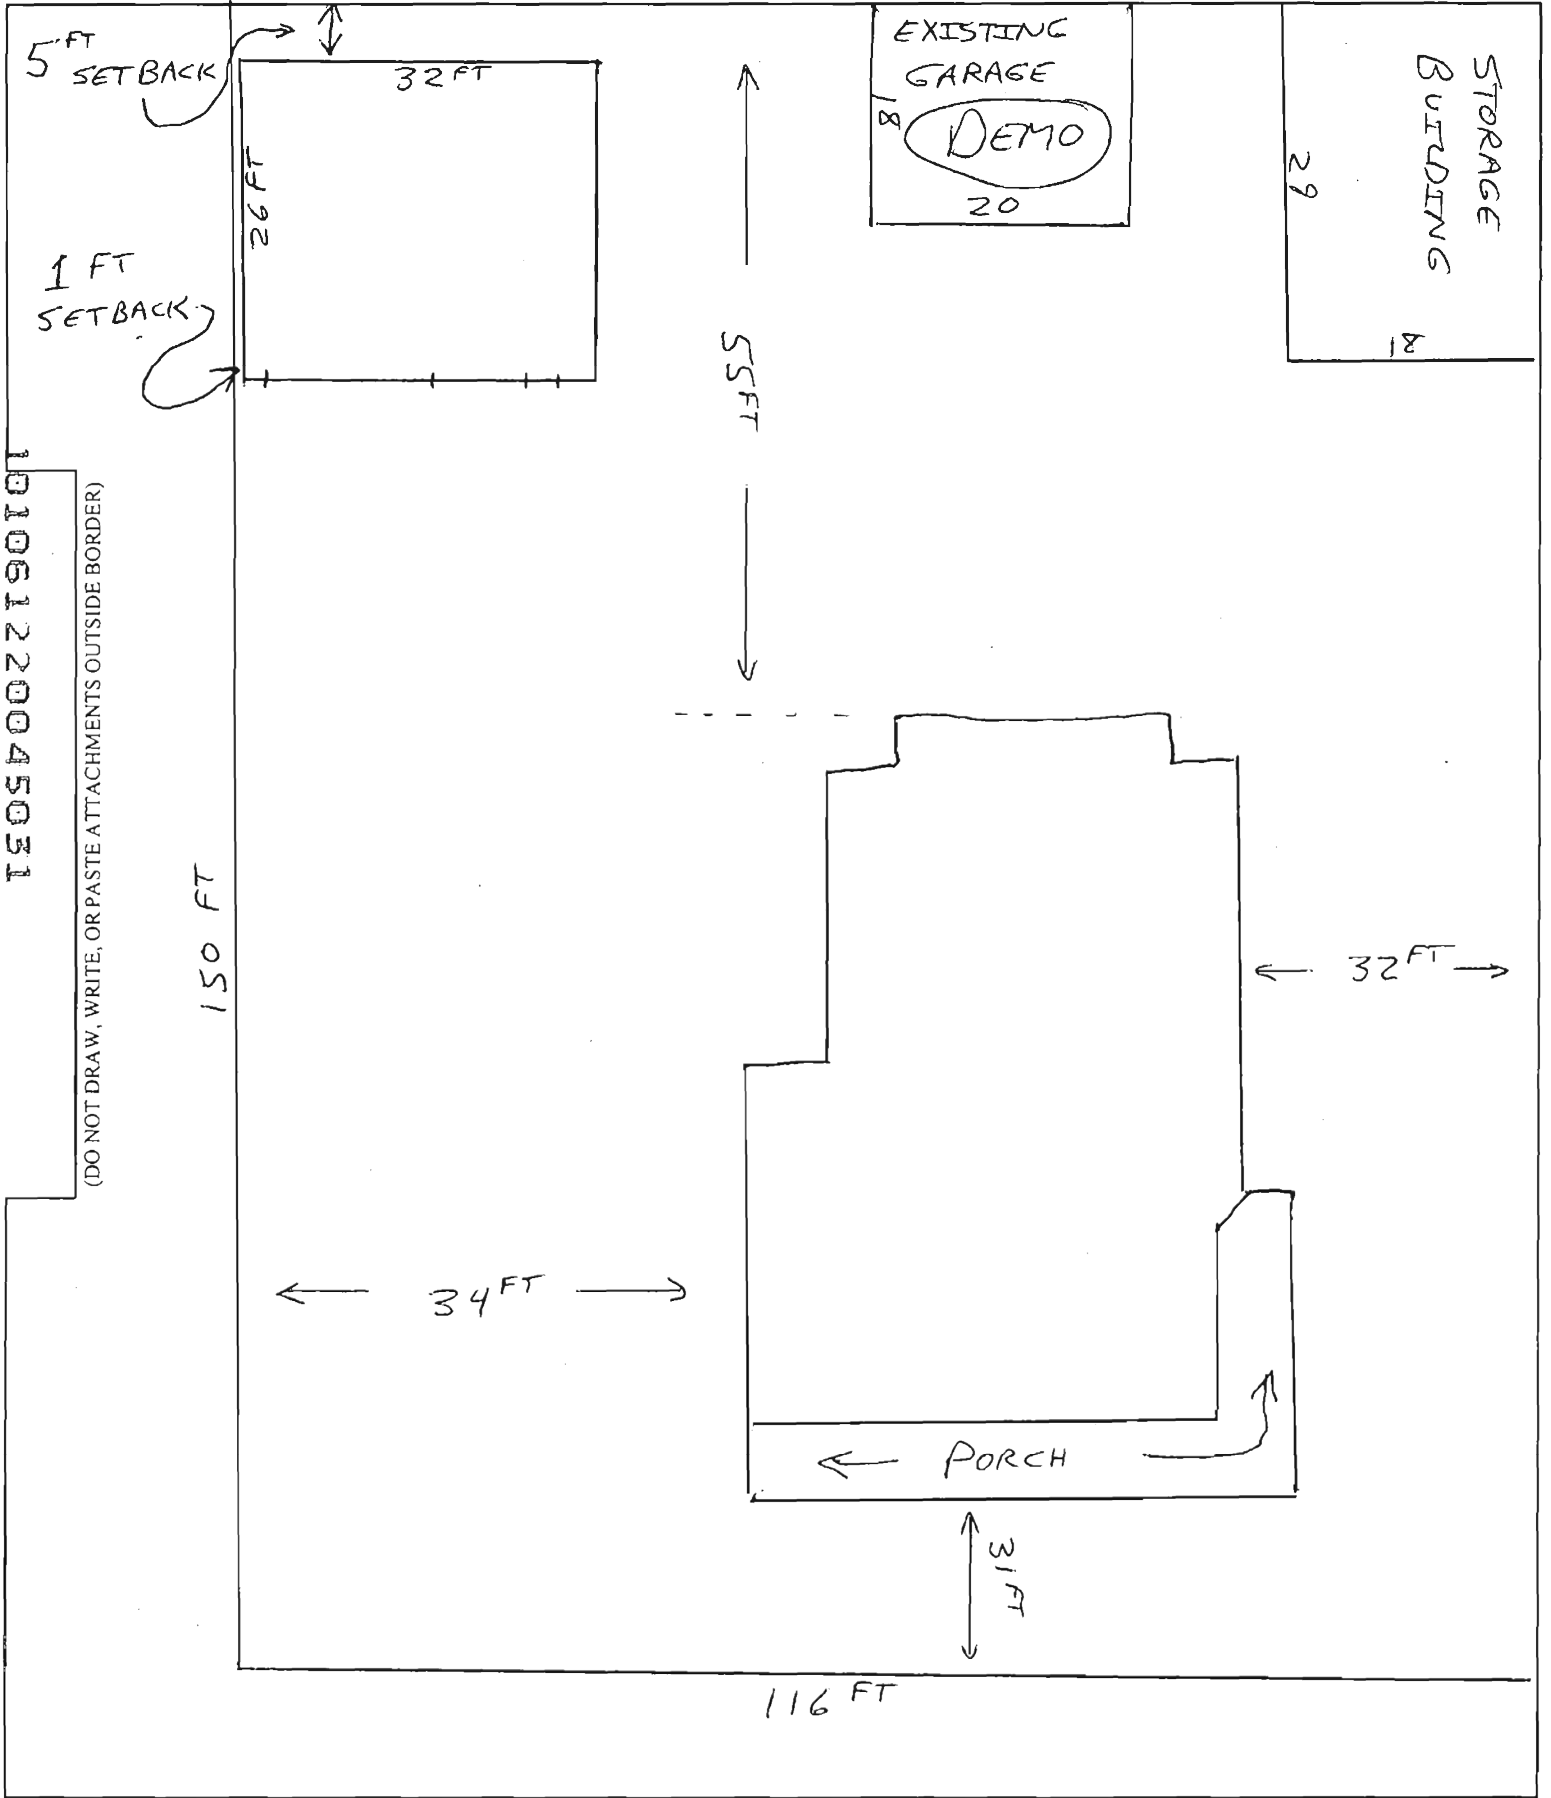 5 FT
SETBACK
32 FT
26 FT
1 FT
SETBACK
EXISTING
GARAGE
18
DEMO
20
STORAGE
BUILDING
29
18
55 FT
101061220045031
(DO NOT DRAW, WRITE, OR PASTE ATTACHMENTS OUTSIDE BORDER)
150 FT
32 FT
34 FT
PORCH
31 FT
116 FT